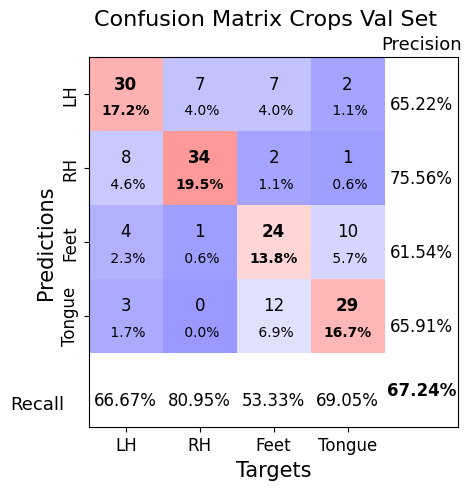 Confusion Matrix Crops Val Set
Precision
LH 30 7 7 2
17.2% 4.0% 4.0% 1.1% 65.22%
RH 8 34 2 1
4.6% 19.5% 1.1% 0.6% 75.56%
Predictions
Feet 4 1 24 10
2.3% 0.6% 13.8% 5.7% 61.54%
Tongue 3 0 12 29
1.7% 0.0% 6.9% 16.7% 65.91%
Recall 66.67% 80.95% 53.33% 69.05% 67.24%
LH RH Feet Tongue
Targets